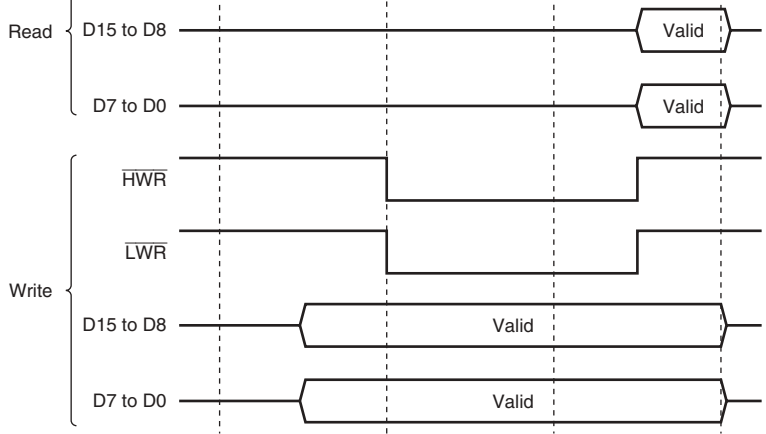 Read
D15 to D8
Valid
D7 to D0
Valid
HWR
LWR
Write
D15 to D8
Valid
D7 to D0
Valid